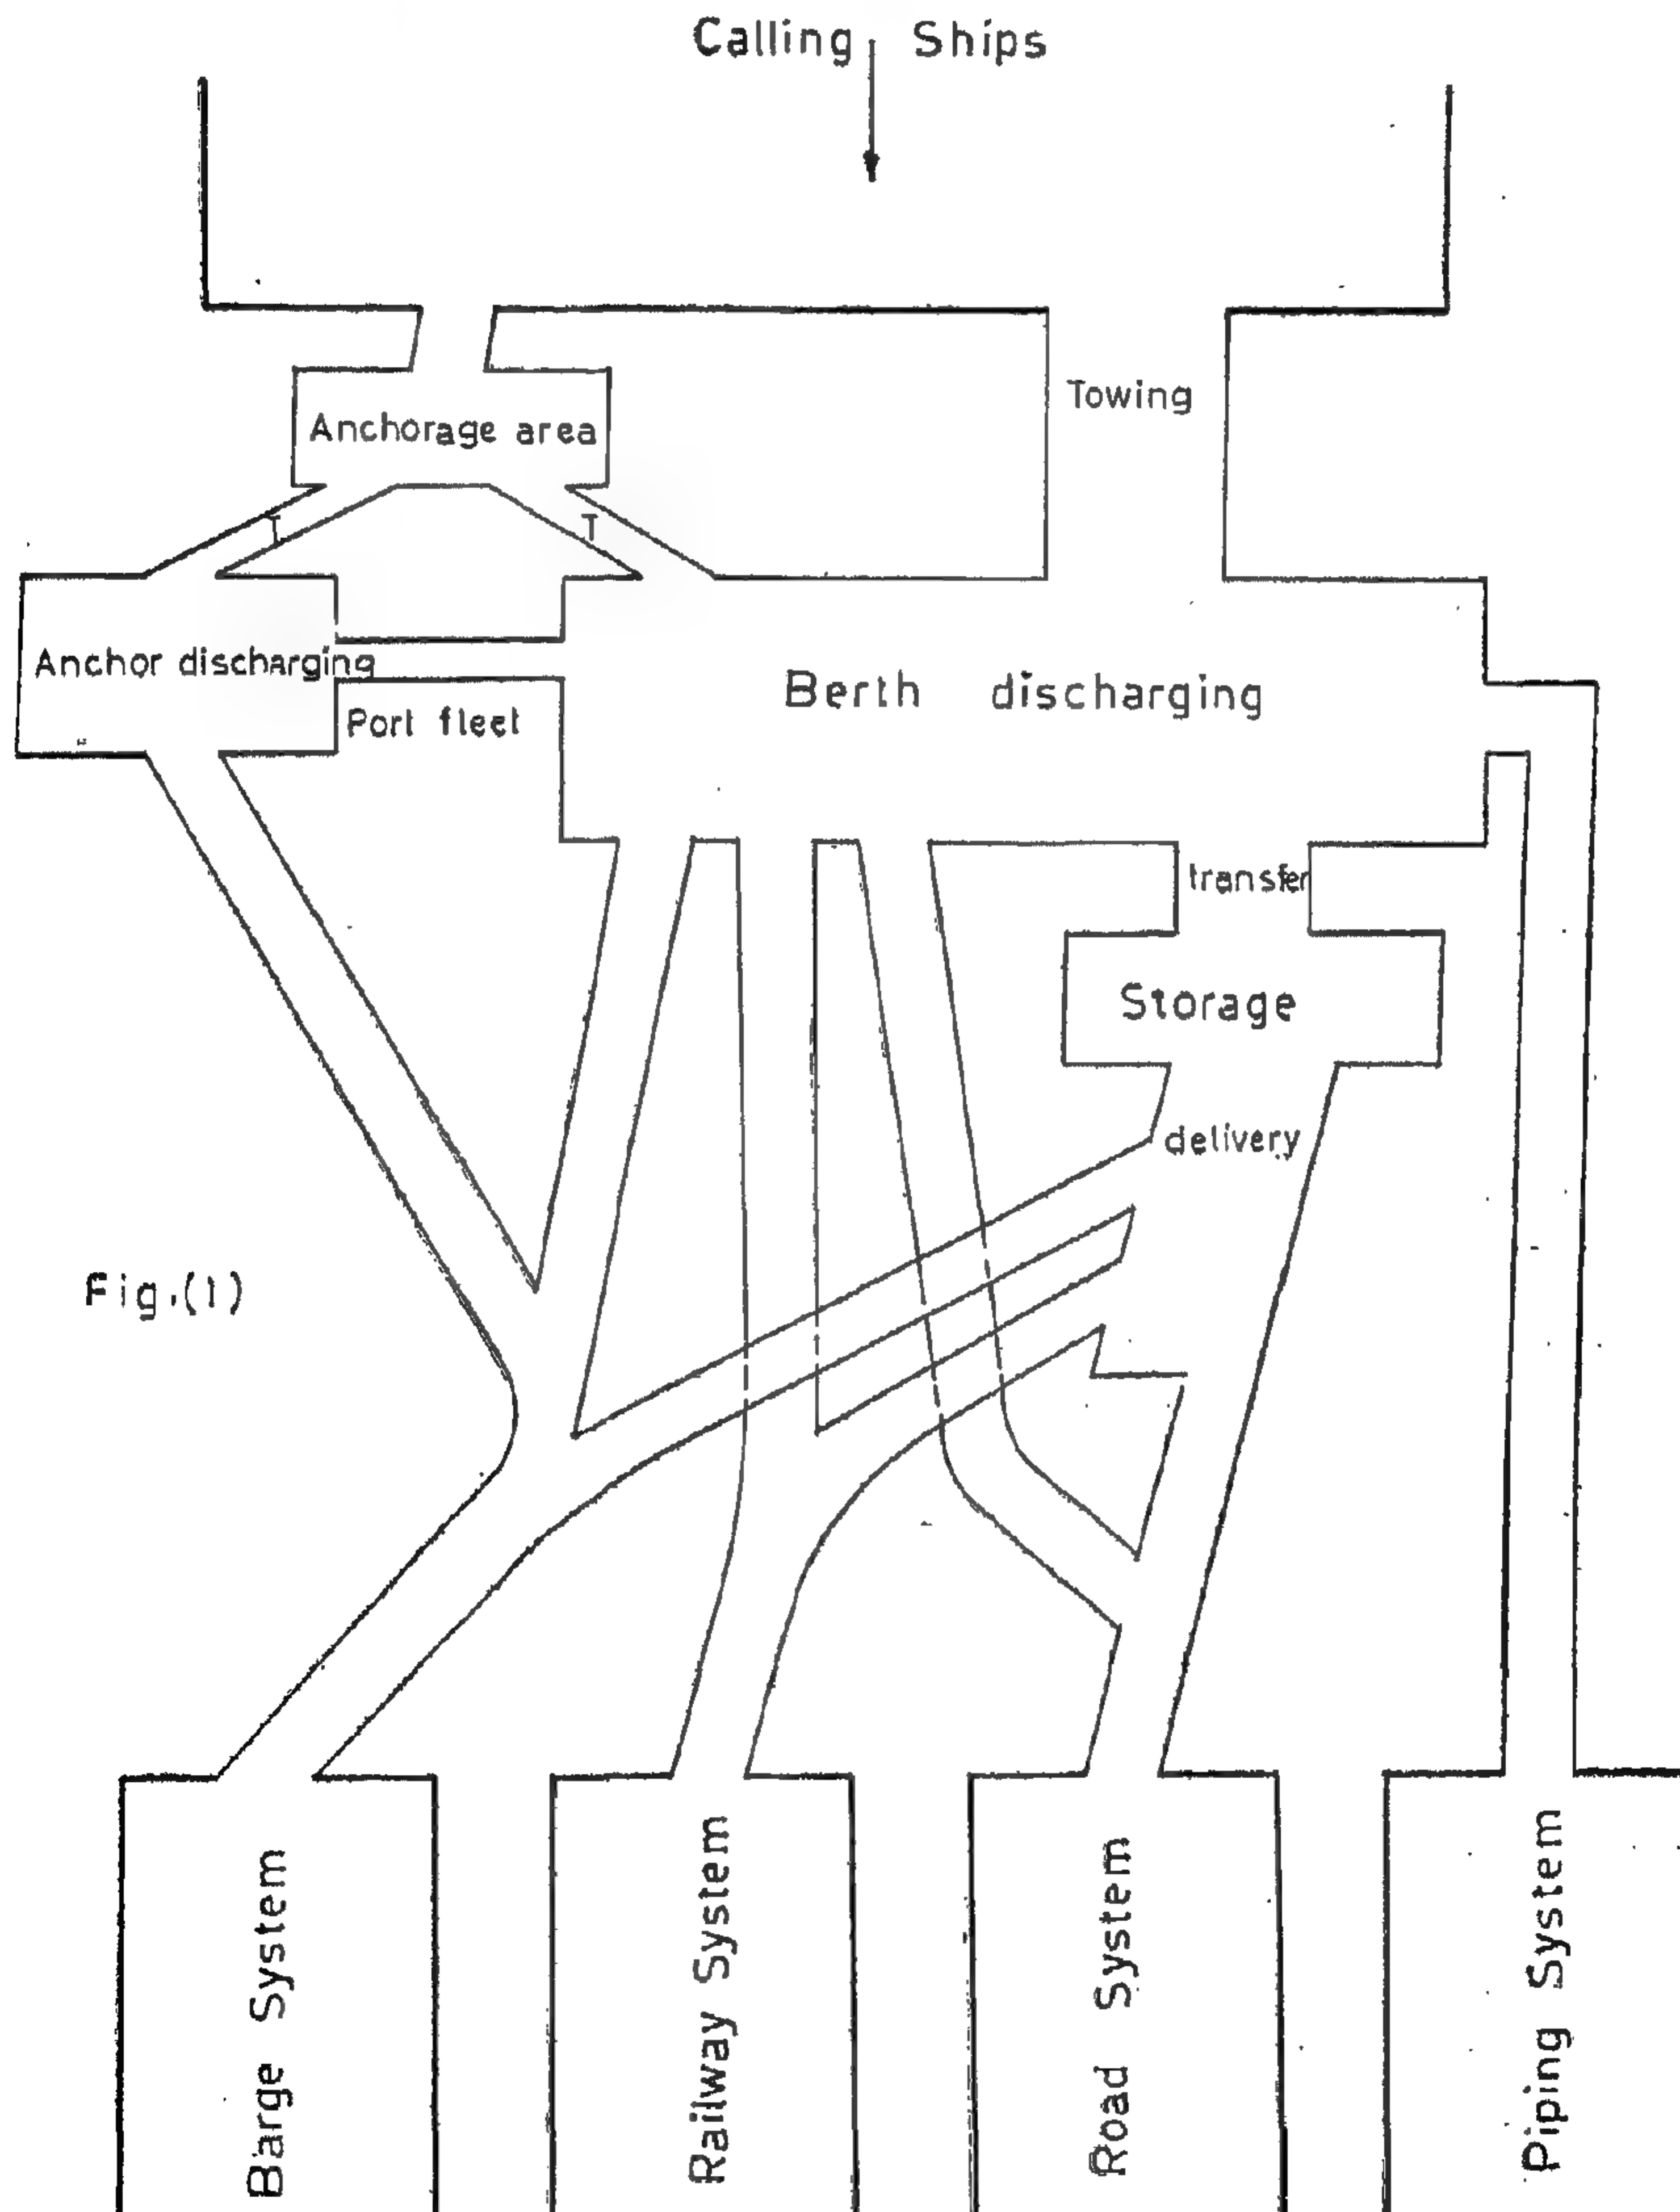 Calling Ships
Towing
Anchorage area
T
T
Anchor discharging
Berth discharging
Port fleet
transfer
Storage
delivery
Fig.(1)
Barge System
Railway System
Road System
Piping System